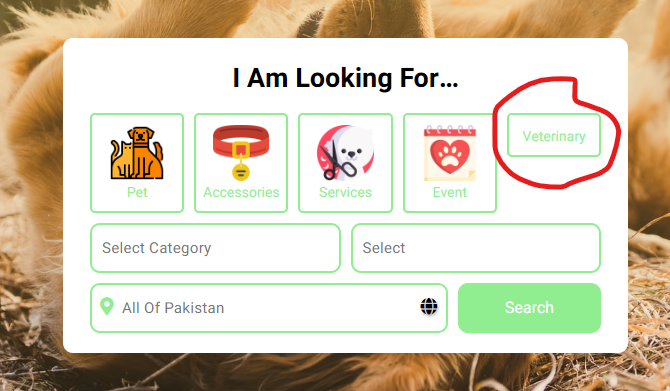 I Am Looking For...
Pet
Accessories
Services
Event
Veterinary
Select Category
Select
All Of Pakistan
Search